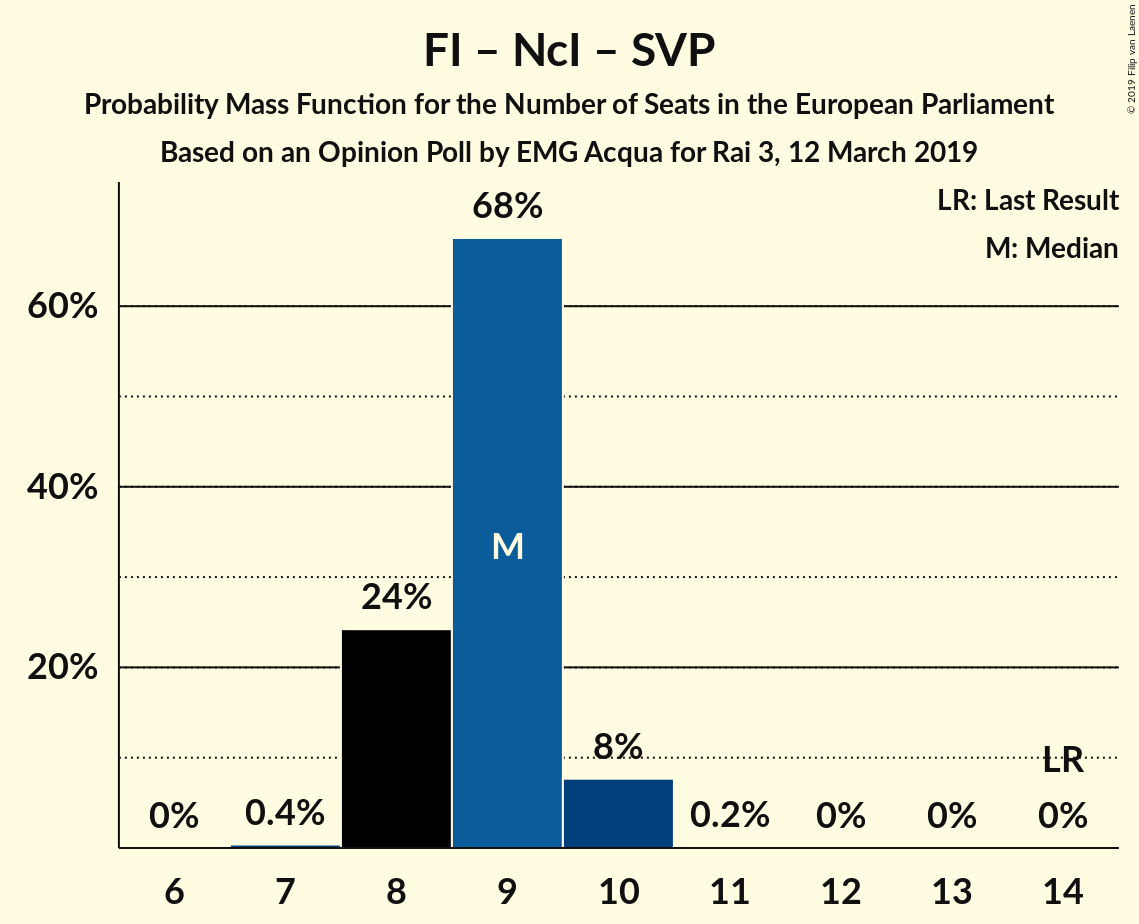 FI – NcI – SVP
Probability Mass Function for the Number of Seats in the European Parliament
Based on an Opinion Poll by EMG Acqua for Rai 3, 12 March 2019
© 2019 Filip van Laenen
LR: Last Result
M: Median
68%
60%
40%
M
24%
20%
8%
LR
0%
0.4%
0.2%
0%
0%
0%
6
7
8
9
10
11
12
13
14